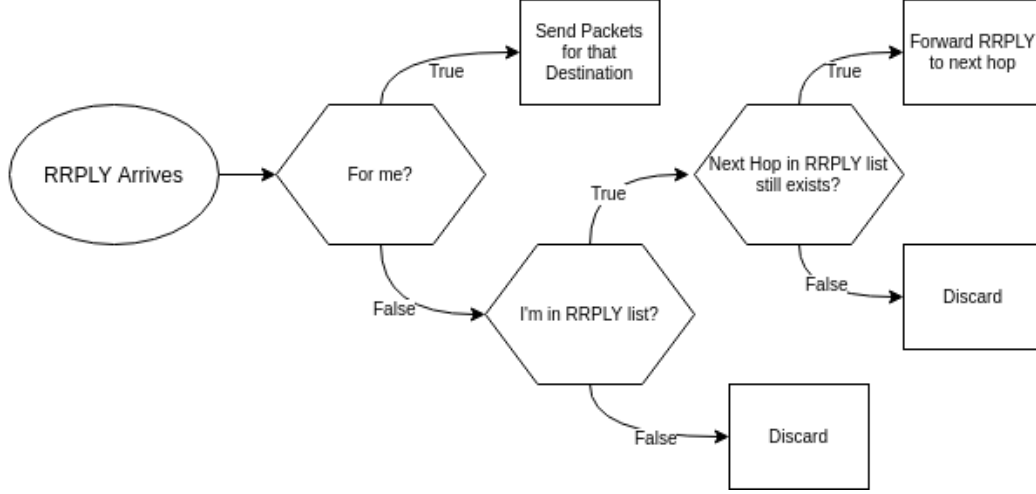 RRPLY Arrives
For me?
True
Send Packets
for that
Destination
False
I'm in RRPLY list?
True
Next Hop in RRPLY list
still exists?
True
Forward RRPLY
to next hop
False
Discard
False
Discard